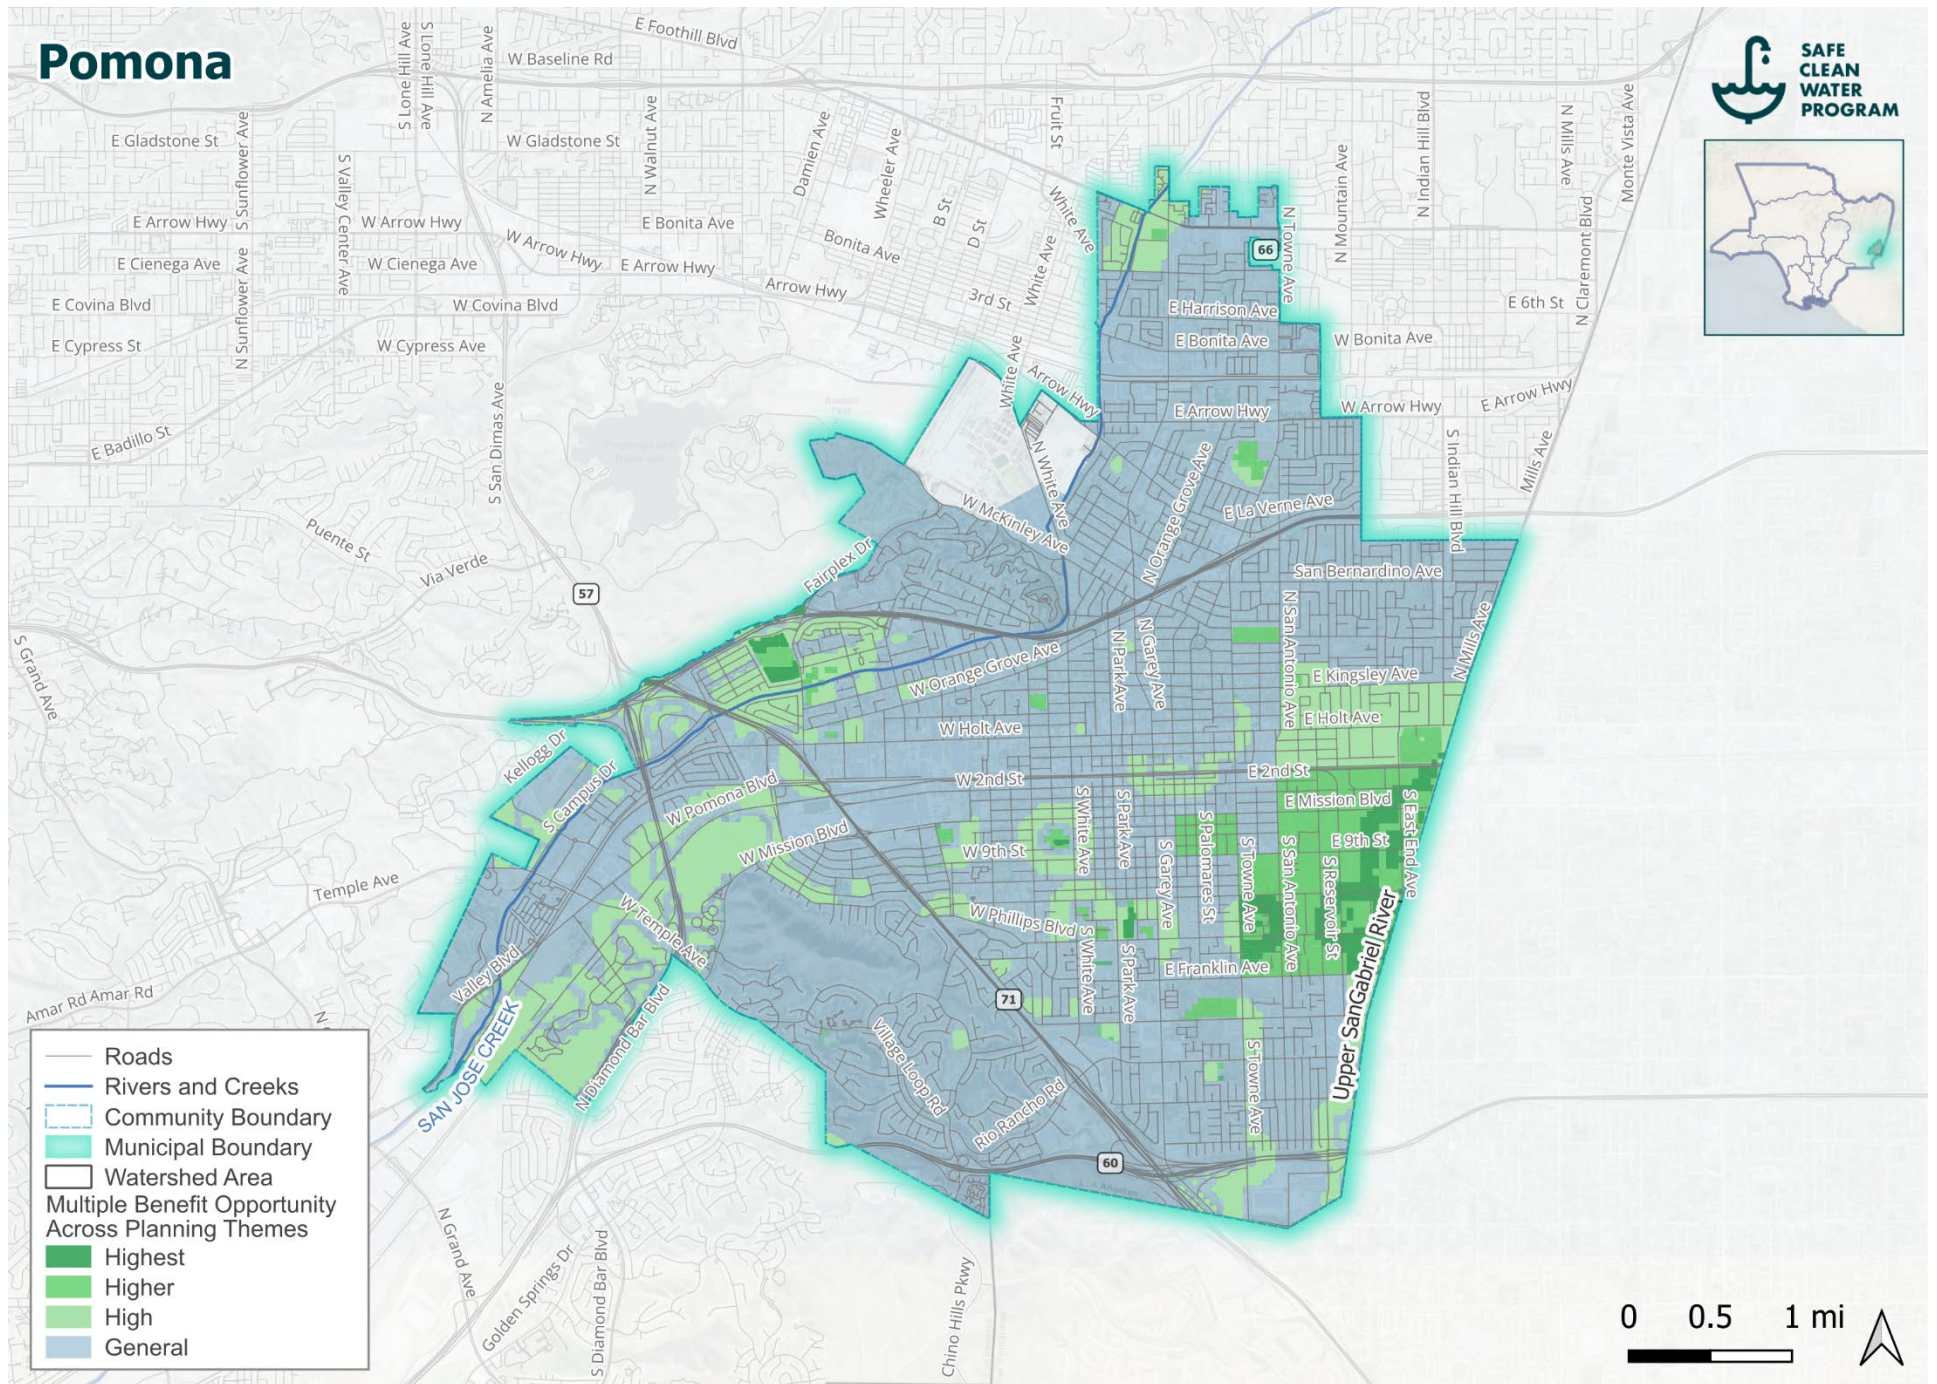 Pomona
SAFE
CLEAN
WATER
PROGRAM
E Foothill Blvd
W Baseline Rd
S Lone Hill Ave
S Lone Hill Ave
N Amelia Ave
E Gladstone St
W Gladstone St
N Sunflower Ave
S Sunflower Ave
S Valley Center Ave
N Walnut Ave
Damien Ave
Wheeler Ave
Fruit St
N Mountain Ave
N Indian Hill Blvd
N Mills Ave
Monte Vista Ave
E Arrow Hwy
W Arrow Hwy
W Arrow Hwy
E Bonita Ave
Bonita Ave
B St
D St
White Ave
White Ave
N Towne Ave
66
N Claremont Blvd
E Cienega Ave
W Cienega Ave
E Arrow Hwy
Arrow Hwy
3rd St
E Covina Blvd
W Covina Blvd
E Harrison Ave
E 6th St
E Cypress St
W Cypress Ave
E Bonita Ave
W Bonita Ave
White Ave
Arrow Hwy
E Arrow Hwy
W Arrow Hwy
E Arrow Hwy
S San Dimas Ave
E Badillo St
N White Ave
N Orange Grove Ave
S Indian Hill Blvd
Mills Ave
W McKinley Ave
E La Verne Ave
Puente St
Via Verde
Fairplex Dr
San Bernardino Ave
57
N San Antonio Ave
N Mills Ave
S Grand Ave
N Park Ave
N Garey Ave
W Orange Grove Ave
E Kingsley Ave
W Holt Ave
E Holt Ave
Kellogg Dr
S Campus Dr
W Pomona Blvd
W 2nd St
E 2nd St
E Mission Blvd
W Mission Blvd
S White Ave
S Park Ave
S Palomares St
S East End Ave
W 9th St
E 9th St
S Garey Ave
S Towne Ave
S San Antonio Ave
S Reservoir St
Temple Ave
W Temple Ave
W Phillips Blvd
S White Ave
S Park Ave
E Franklin Ave
Upper SanGabriel River
Valley Blvd
Amar Rd Amar Rd
71
N Diamond Bar Blvd
SAN JOSE CREEK
Village Loop Rd
Rio Rancho Rd
S Towne Ave
60
Los Angeles
N Grand Ave
Golden Springs Dr
S Diamond Bar Blvd
Chino Hills Pkwy
Roads
Rivers and Creeks
Community Boundary
Municipal Boundary
Watershed Area
Multiple Benefit Opportunity
Across Planning Themes
Highest
Higher
High
General
0 0.5 1 mi